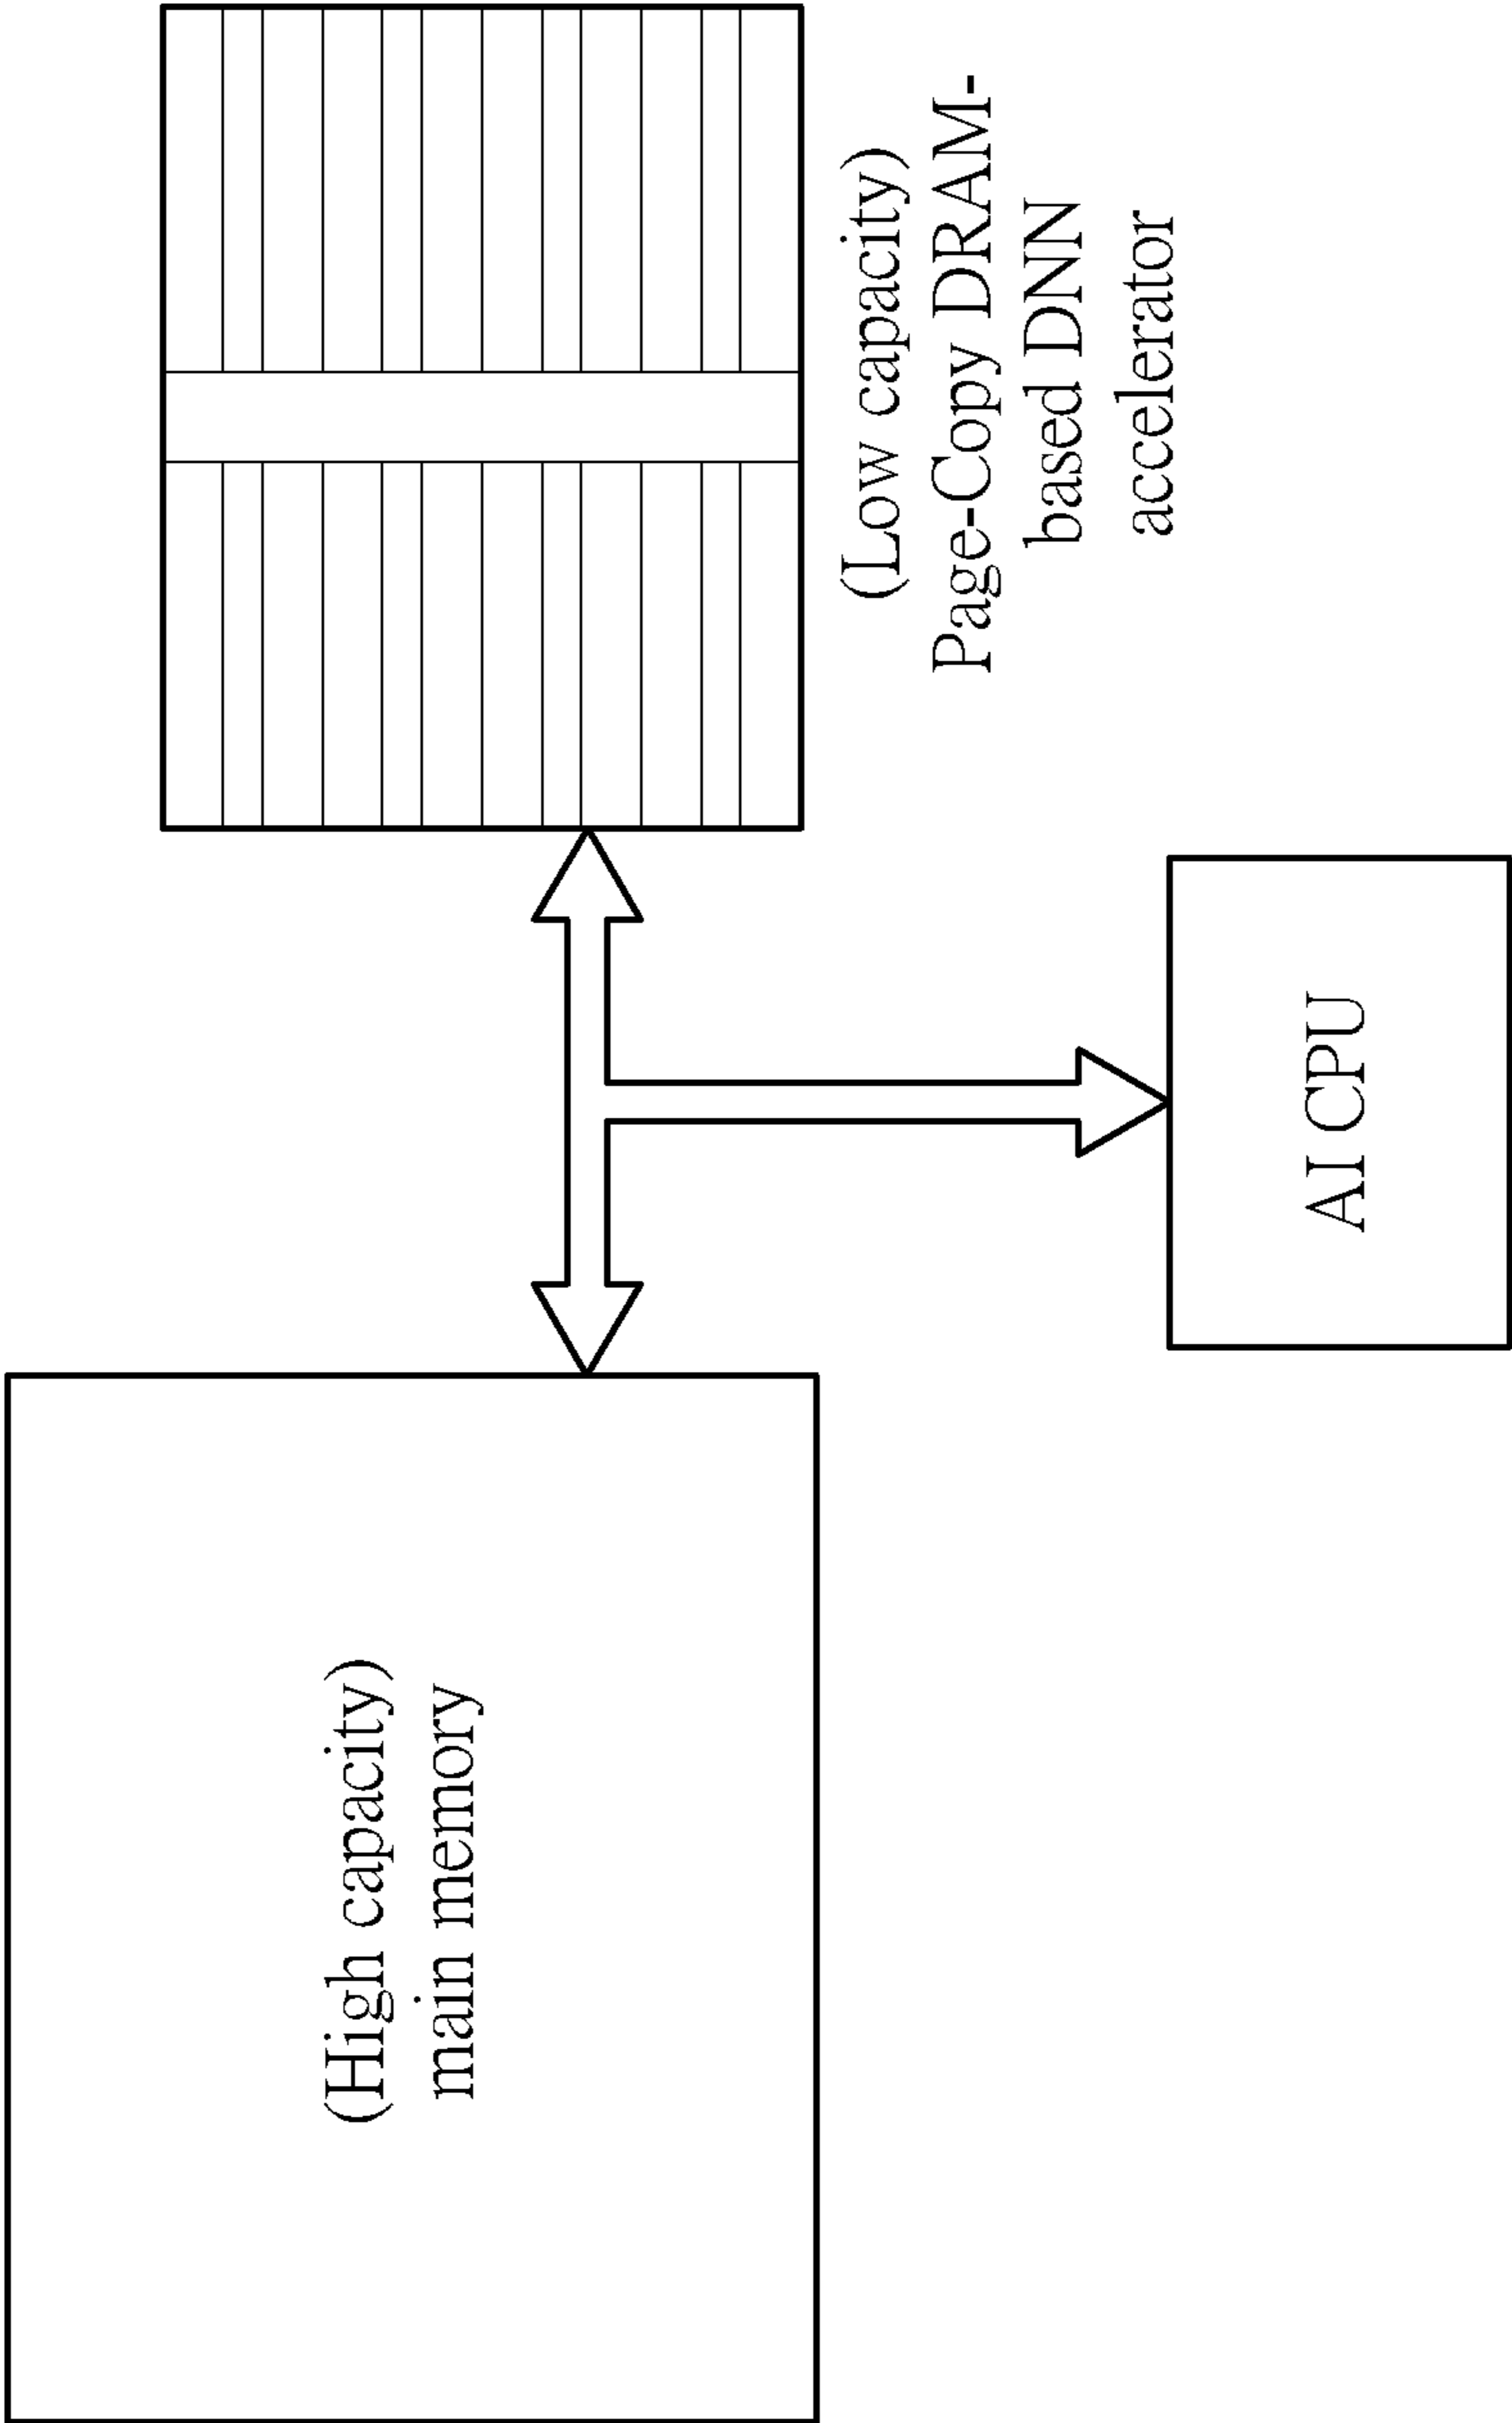 (High capacity)
main memory
(Low capacity)
Page-Copy DRAM-
based DNN
accelerator
AI CPU